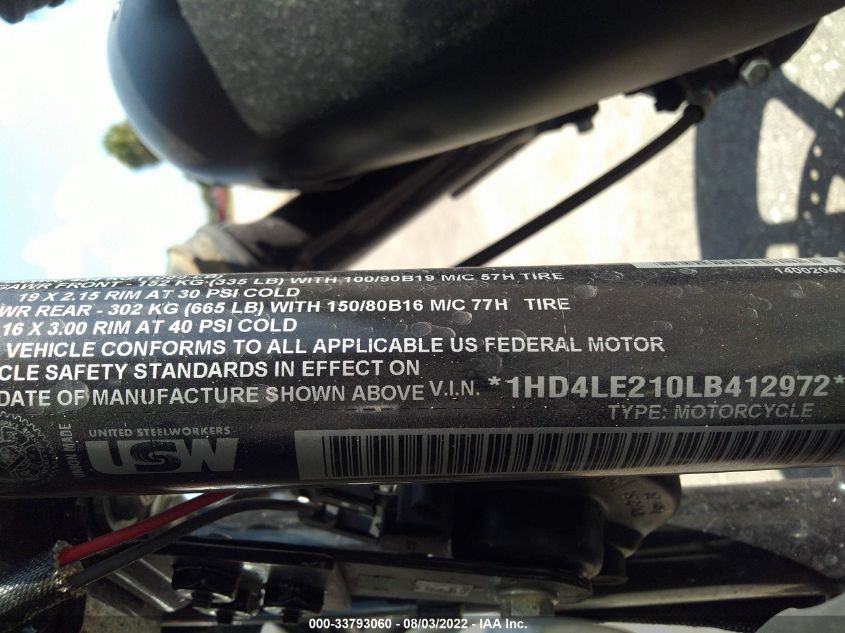 GAWR FRONT - 152 KG (335 LB) WITH 100/90B19 M/C 57H TIRE
19 X 2.15 RIM AT 30 PSI COLD
WR REAR - 302 KG (665 LB) WITH 150/80B16 M/C 77H TIRE
16 X 3.00 RIM AT 40 PSI COLD
VEHICLE CONFORMS TO ALL APPLICABLE US FEDERAL MOTOR
CLE SAFETY STANDARDS IN EFFECT ON
DATE OF MANUFACTURE SHOWN ABOVE V.I.N. *1HD4LE210LB412972*
TYPE: MOTORCYCLE
14002046
UNION MADE
UNITED STEELWORKERS
USW
000-33793060 - 08/03/2022 - IAA Inc.